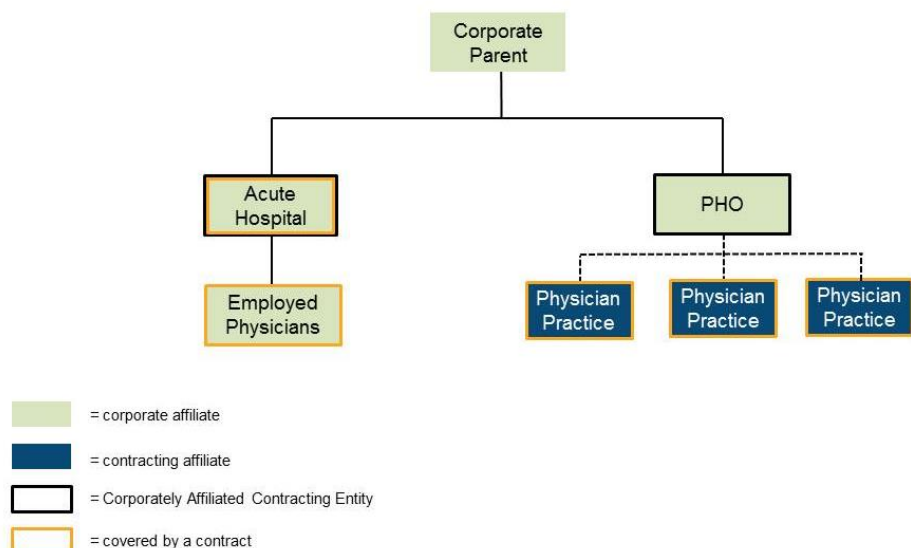 Corporate
Parent
Acute
Hospital
PHO
Employed
Physicians
Physician
Practice
Physician
Practice
Physician
Practice
= corporate affiliate
= contracting affiliate
= Corporately Affiliated Contracting Entity
= covered by a contract